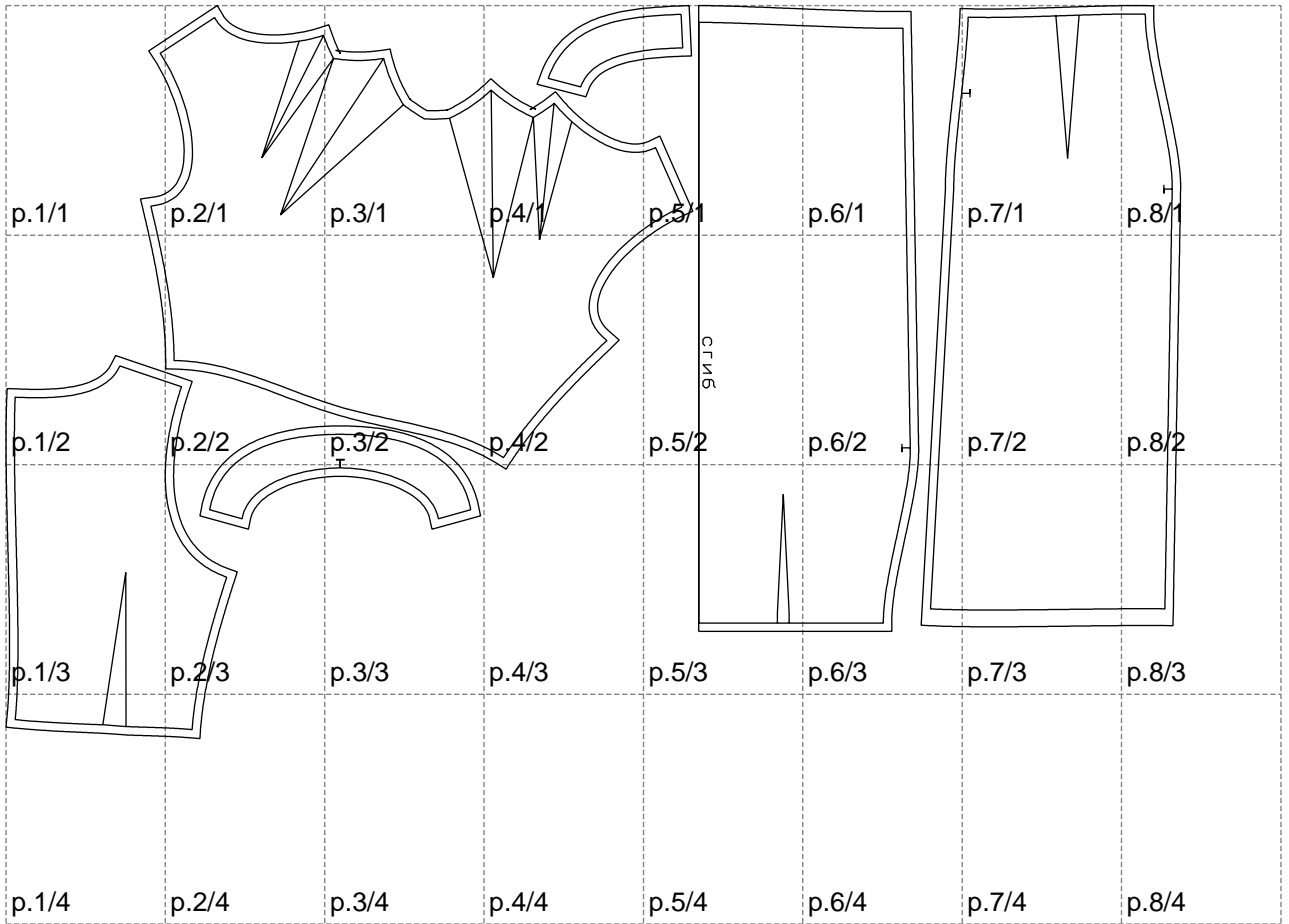 p.1/1 p.2/1 p.3/1 p.4/1 p.5/1 p.6/1 p.7/1 p.8/1
сгиб
p.1/2 p.2/2 p.3/2 p.4/2 p.5/2 p.6/2 p.7/2 p.8/2
p.1/3 p.2/3 p.3/3 p.4/3 p.5/3 p.6/3 p.7/3 p.8/3
p.1/4 p.2/4 p.3/4 p.4/4 p.5/4 p.6/4 p.7/4 p.8/4